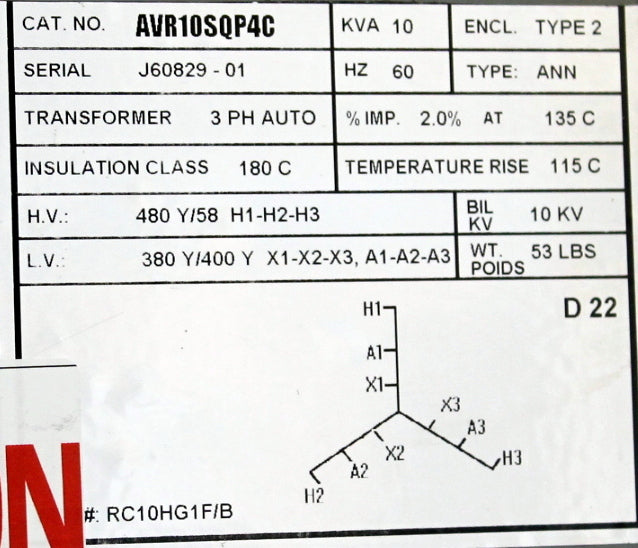 CAT. NO. AVR10SQP4C KVA 10 ENCL. TYPE 2
SERIAL J60829 - 01 HZ 60 TYPE: ANN
TRANSFORMER 3 PH AUTO % IMP. 2.0% AT 135 C
INSULATION CLASS 180 C TEMPERATURE RISE 115 C
H.V.: 480 Y/58 H1-H2-H3 BIL KV 10 KV
L.V.: 380 Y/400 Y X1-X2-X3, A1-A2-A3 WT. POIDS 53 LBS
D 22
H1
A1
X1
X3
A3
X2
H3
A2
H2
#: RC10HG1F/B